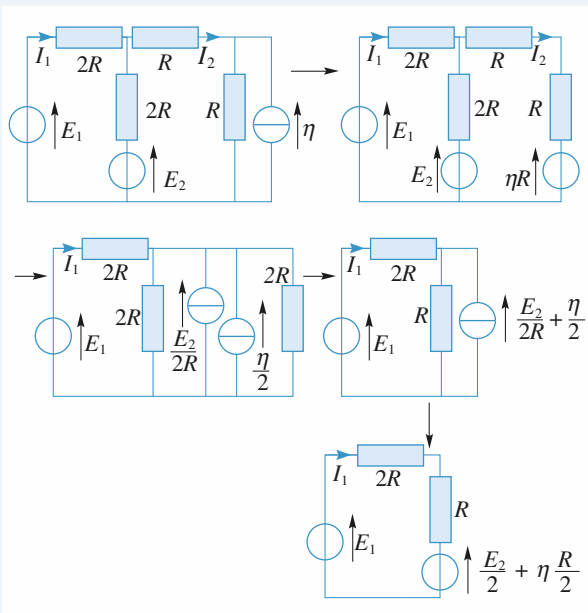 I₁ 2R R I₂
E₁ 2R E₂ R η
I₁ 2R R I₂
E₁ 2R E₂ R ηR
I₁ 2R
E₁ 2R E₂/2R η/2 2R
I₁ 2R
E₁ R E₂/2R + η/2
I₁ 2R
E₁ R E₂/2 + η R/2